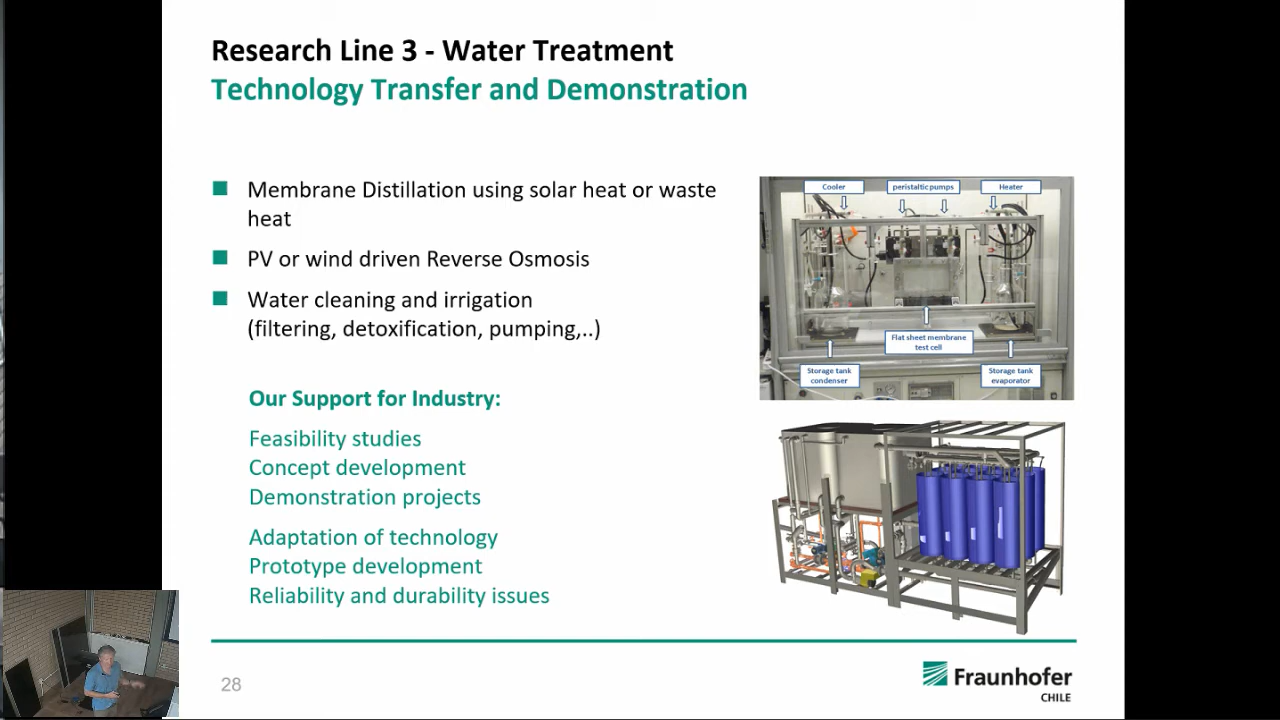 Research Line 3 - Water Treatment
Technology Transfer and Demonstration
Membrane Distillation using solar heat or waste
heat
PV or wind driven Reverse Osmosis
Water cleaning and irrigation
(filtering, detoxification, pumping,..)
Our Support for Industry:
Feasibility studies
Concept development
Demonstration projects
Adaptation of technology
Prototype development
Reliability and durability issues
Cooler
peristaltic pumps
Heater
Flat sheet membrane
test cell
Storage tank
condenser
Storage tank
evaporator
28
Fraunhofer
CHILE